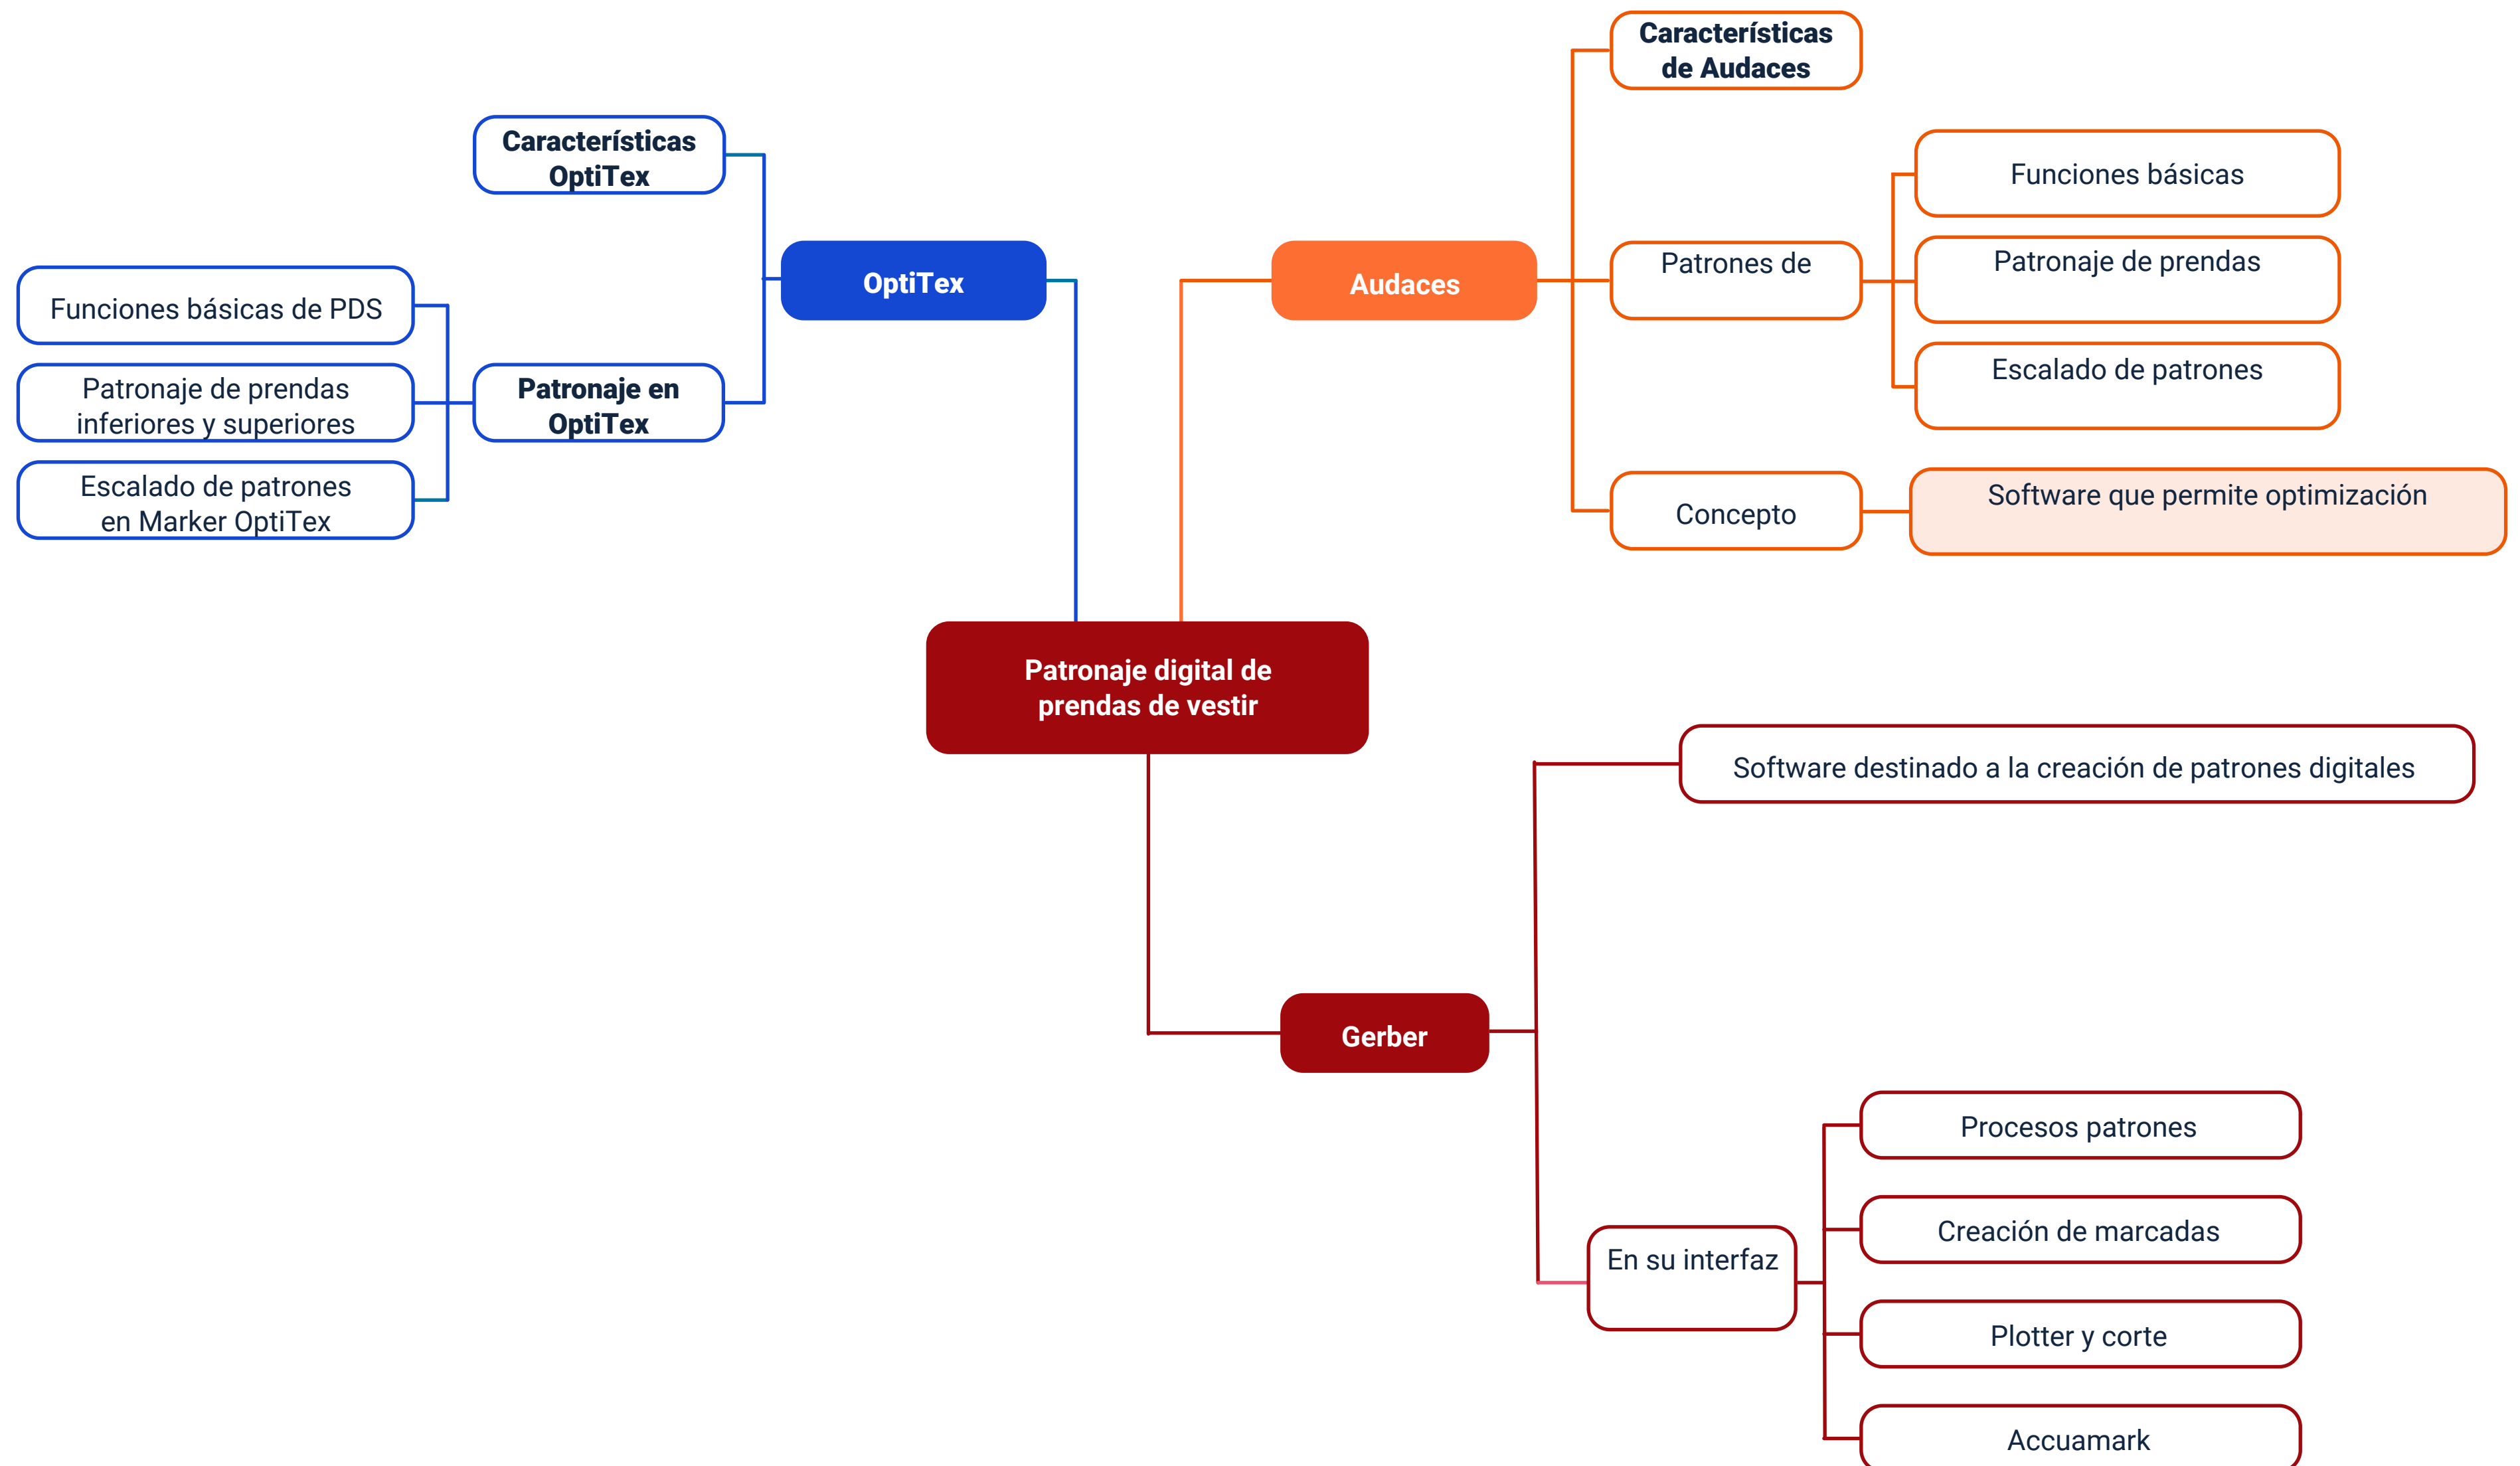 Características
de Audaces
Características
OptiTex
Funciones básicas
OptiTex
Audaces
Patrones de
Patronaje de prendas
Funciones básicas de PDS
Patronaje de prendas
inferiores y superiores
Patronaje en
OptiTex
Escalado de patrones
Escalado de patrones
en Marker OptiTex
Concepto
Software que permite optimización
Patronaje digital de
prendas de vestir
Software destinado a la creación de patrones digitales
Gerber
En su interfaz
Procesos patrones
Creación de marcadas
Plotter y corte
Accuamark